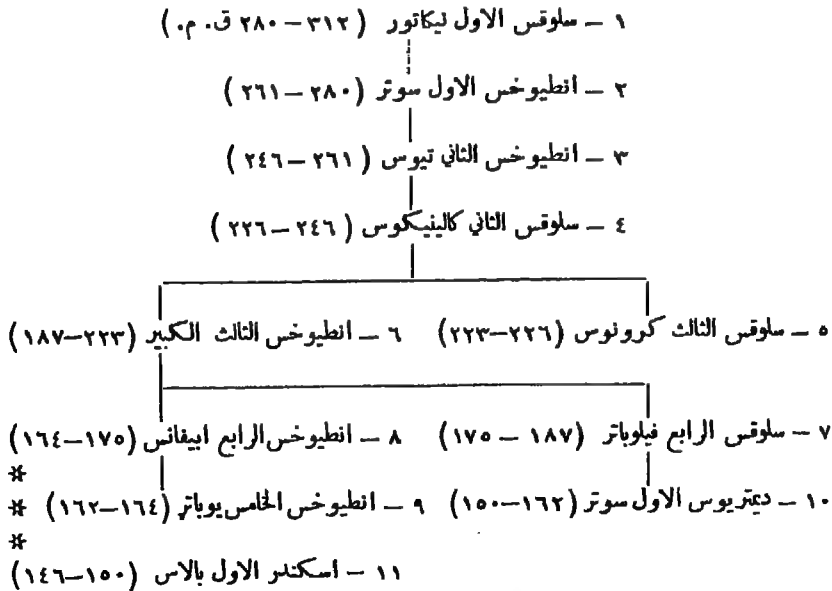 ١ – سلوقس الاول نيكاتور (٣١٢–٢٨٠ ق. م.)
٢ – انطيوخس الاول سوتر (٢٨٠–٢٦١)
٣ – انطيوخس الثاني تيوس (٢٦١–٢٤٦)
٤ – سلوقس الثاني كالينيكوس (٢٤٦–٢٢٦)
٥ – سلوقس الثالث كرونوس (٢٢٦–٢٢٣) ٦ – انطيوخس الثالث الكبير (٢٢٣–١٨٧)
٧ – سلوقس الرابع فيلوباتر (١٨٧ – ١٧٥) ٨ – انطيوخس الرابع ابيفانس (١٧٥–١٦٤)
*
١٠ – ديمتريوس الاول سوتر (١٦٢–١٥٠) ٩ – انطيوخس الخامس يوباتر (١٦٤–١٦٢) *
*
١١ – اسكندر الاول بالاس (١٥٠–١٤٦)